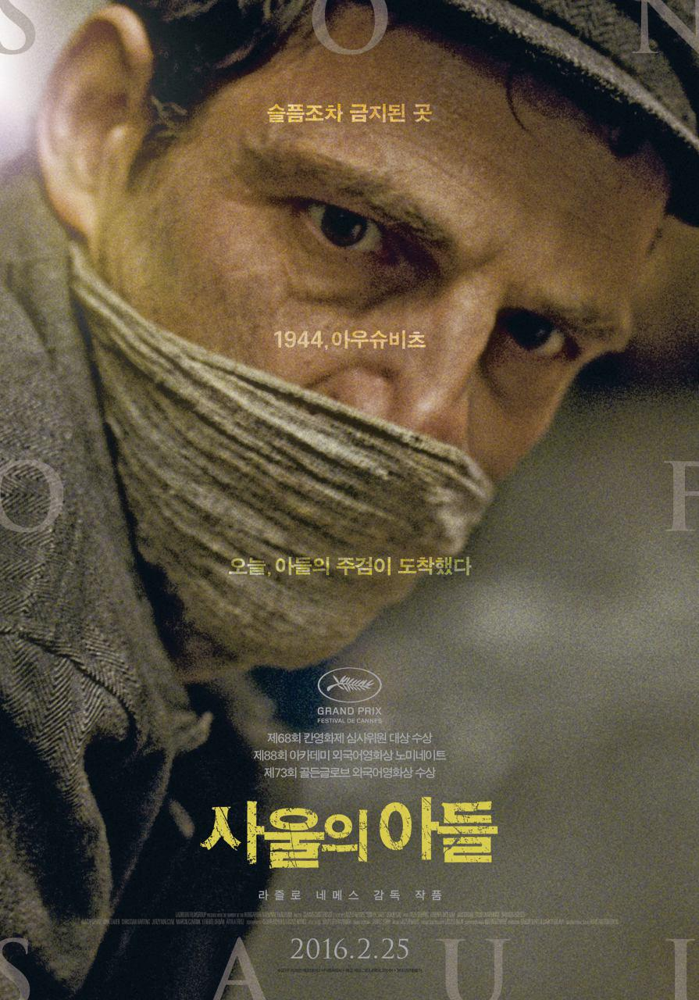 S O N
슬픔조차 금지된 곳
1944, 아우슈비츠
O F
오늘, 아들의 주검이 도착했다
GRAND PRIX
FESTIVAL DE CANNES
제68회 칸영화제 심사위원 대상 수상
제88회 아카데미 외국어영화상 노미네이트
제73회 골든글로브 외국어영화상 수상
사울의 아들
라즐로 네메스 감독 작품
2016.2.25
S A U L